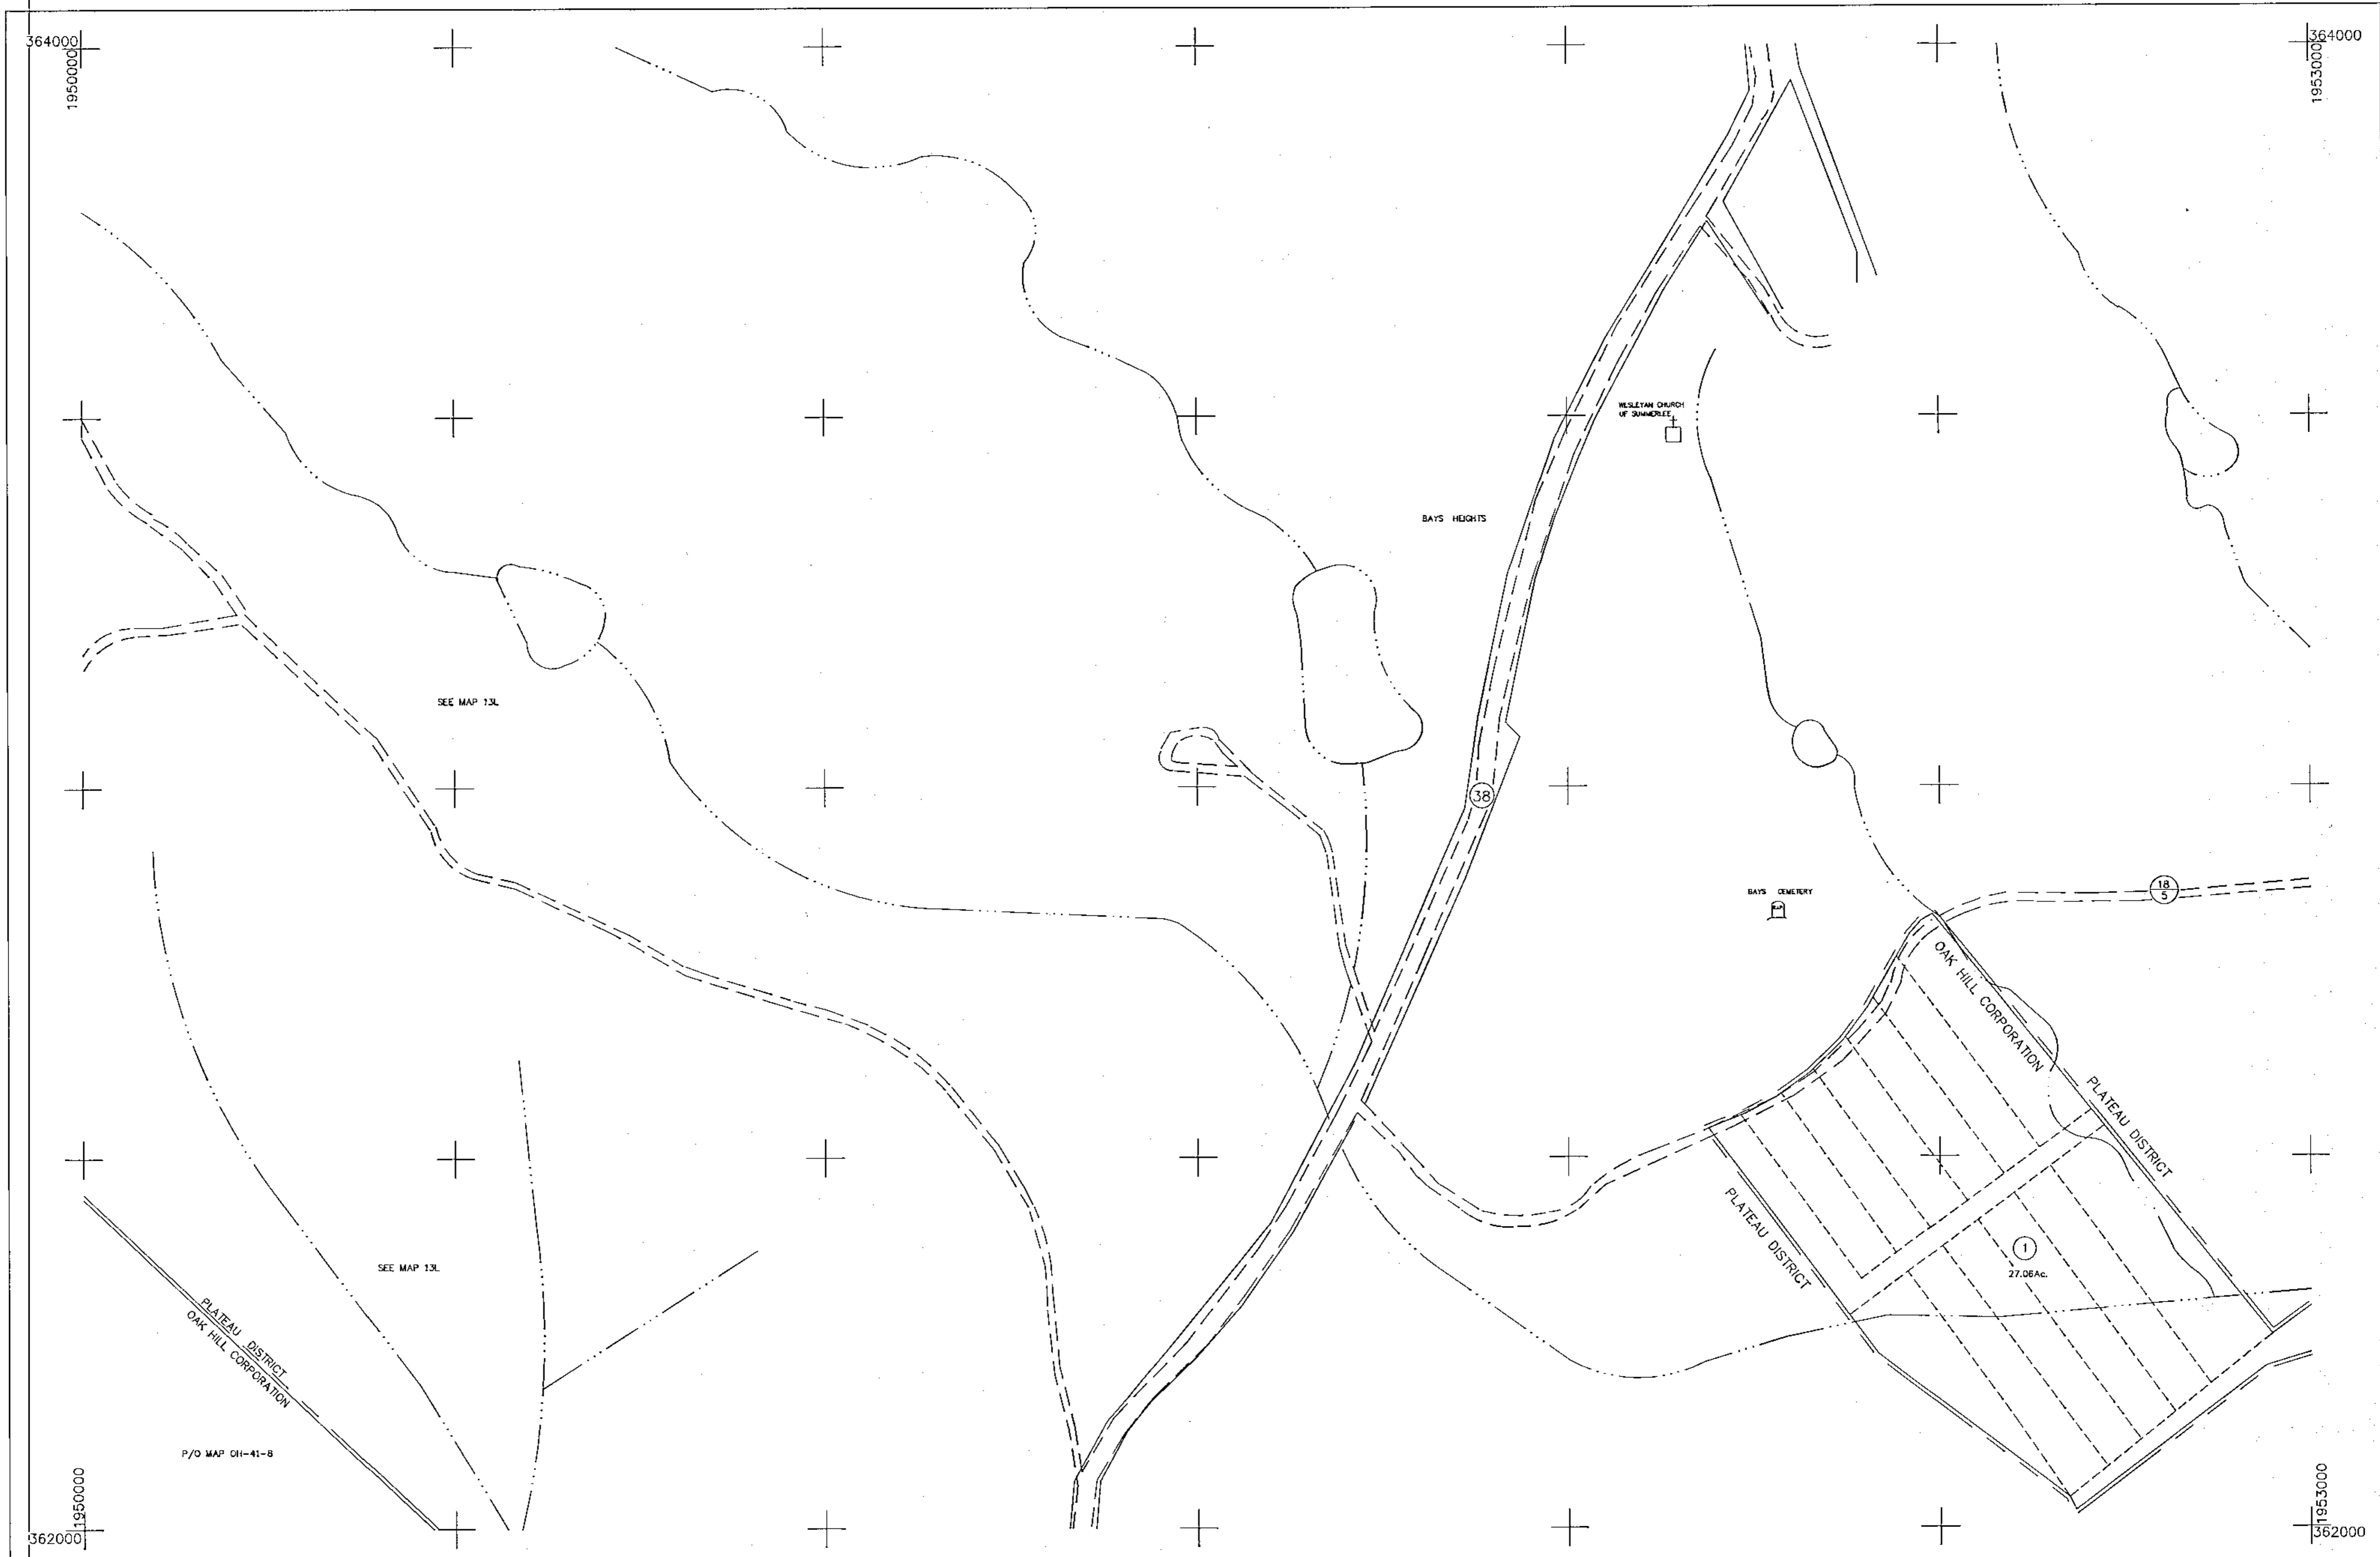 364000
1950000
364000
1953000
WESLEYAN CHURCH
OF SUMMERLEE
BAYS HEIGHTS
SEE MAP 13L
38
BAYS CEMETERY
18
5
OAK HILL CORPORATION
PLATEAU DISTRICT
PLATEAU DISTRICT
1
27.06Ac.
SEE MAP 13L
PLATEAU DISTRICT
OAK HILL CORPORATION
P/O MAP OH-41-8
1950000
362000
1953000
362000